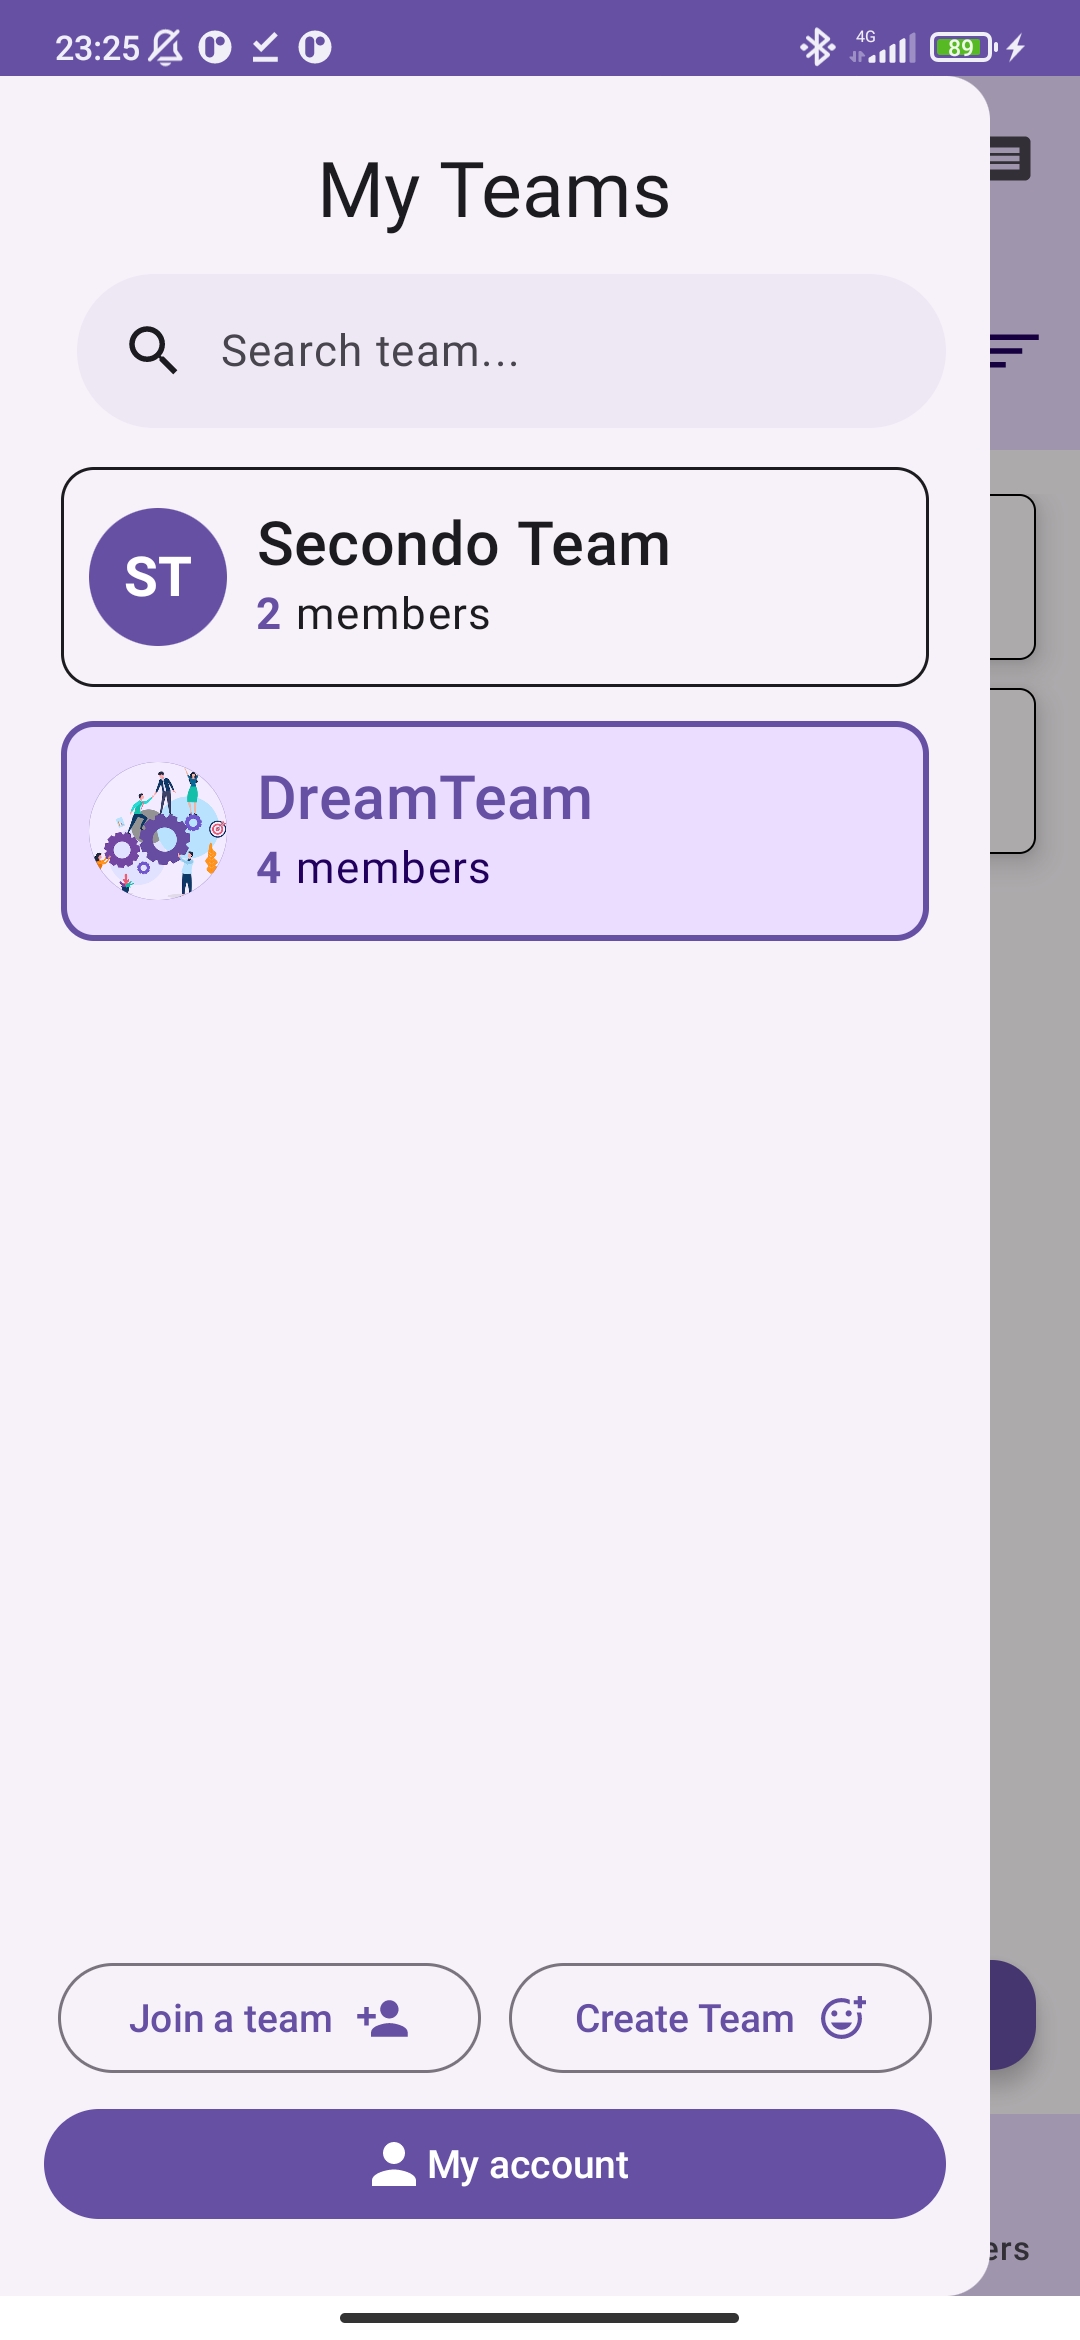 23:25
4G
89
My Teams
Search team...
ST
Secondo Team
2 members
DreamTeam
4 members
Join a team
Create Team
My account
ers